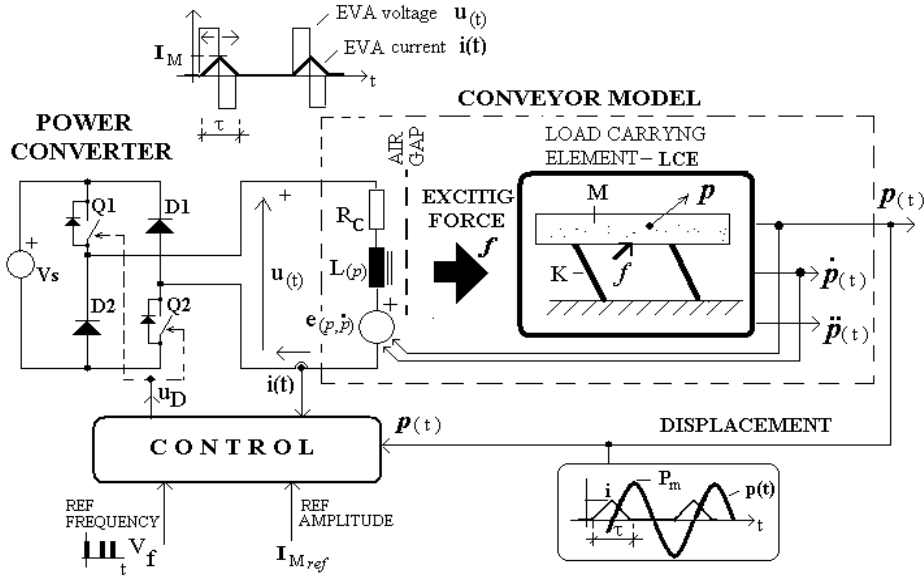 EVA voltage u(t)
EVA current i(t)
I_M
t
τ
CONVEYOR MODEL
POWER
CONVERTER
AIR
GAP
LOAD CARRYNG
ELEMENT – LCE
EXCITIG
FORCE
f
M
p
K
f
p(t)
ṗ(t)
p̈(t)
Q1
D1
Vs
D2
Q2
+
+
R_C
L(p)
u(t)
+
e(p,ṗ)
i(t)
u_D
CONTROL
p(t)
DISPLACEMENT
REF
FREQUENCY
V_f
t
REF
AMPLITUDE
I_Mref
i
P_m
p(t)
t
τ